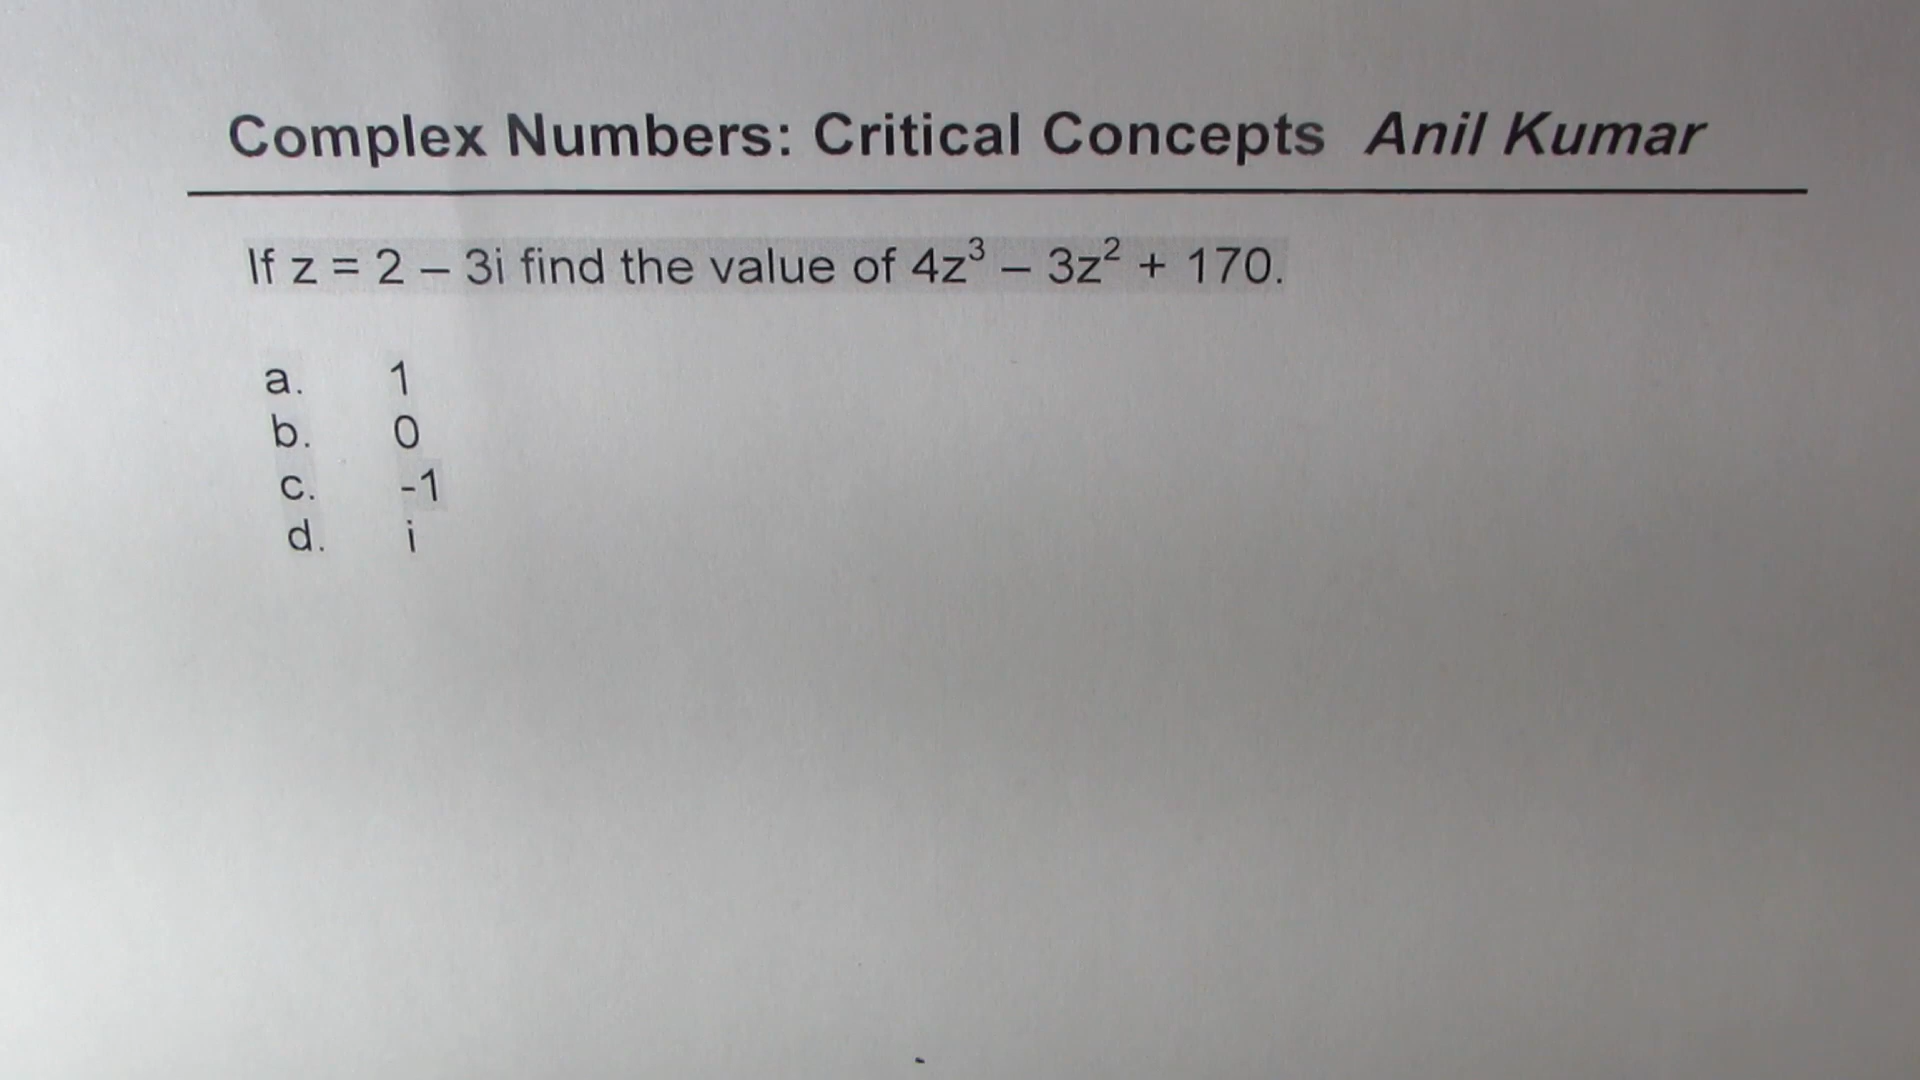 Complex Numbers: Critical Concepts Anil Kumar
If z = 2 – 3i find the value of 4z³ – 3z² + 170.
a. 1
b. 0
c. -1
d. i